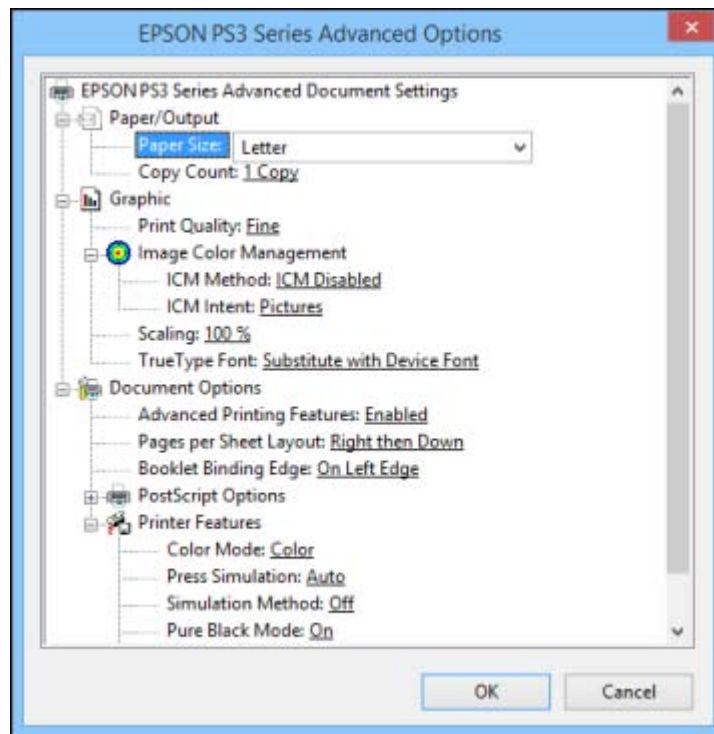 EPSON PS3 Series Advanced Options
EPSON PS3 Series Advanced Document Settings
Paper/Output
Paper Size: Letter
Copy Count: 1 Copy
Graphic
Print Quality: Fine
Image Color Management
ICM Method: ICM Disabled
ICM Intent: Pictures
Scaling: 100 %
TrueType Font: Substitute with Device Font
Document Options
Advanced Printing Features: Enabled
Pages per Sheet Layout: Right then Down
Booklet Binding Edge: On Left Edge
PostScript Options
Printer Features
Color Mode: Color
Press Simulation: Auto
Simulation Method: Off
Pure Black Mode: On
OK Cancel